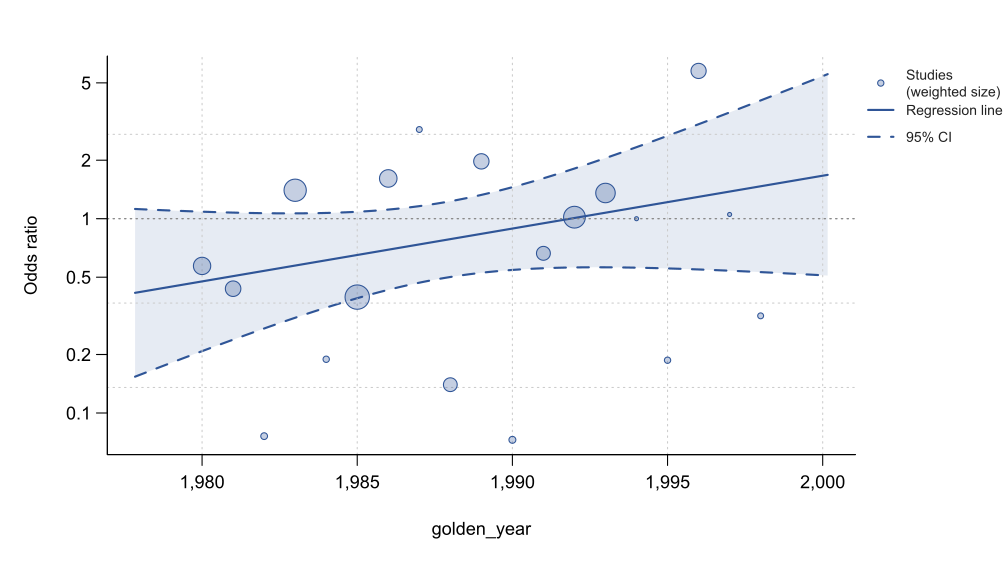 5
2
1
0.5
0.2
0.1
Odds ratio
1,980
1,985
1,990
1,995
2,000
golden_year
Studies
(weighted size)
Regression line
95% CI